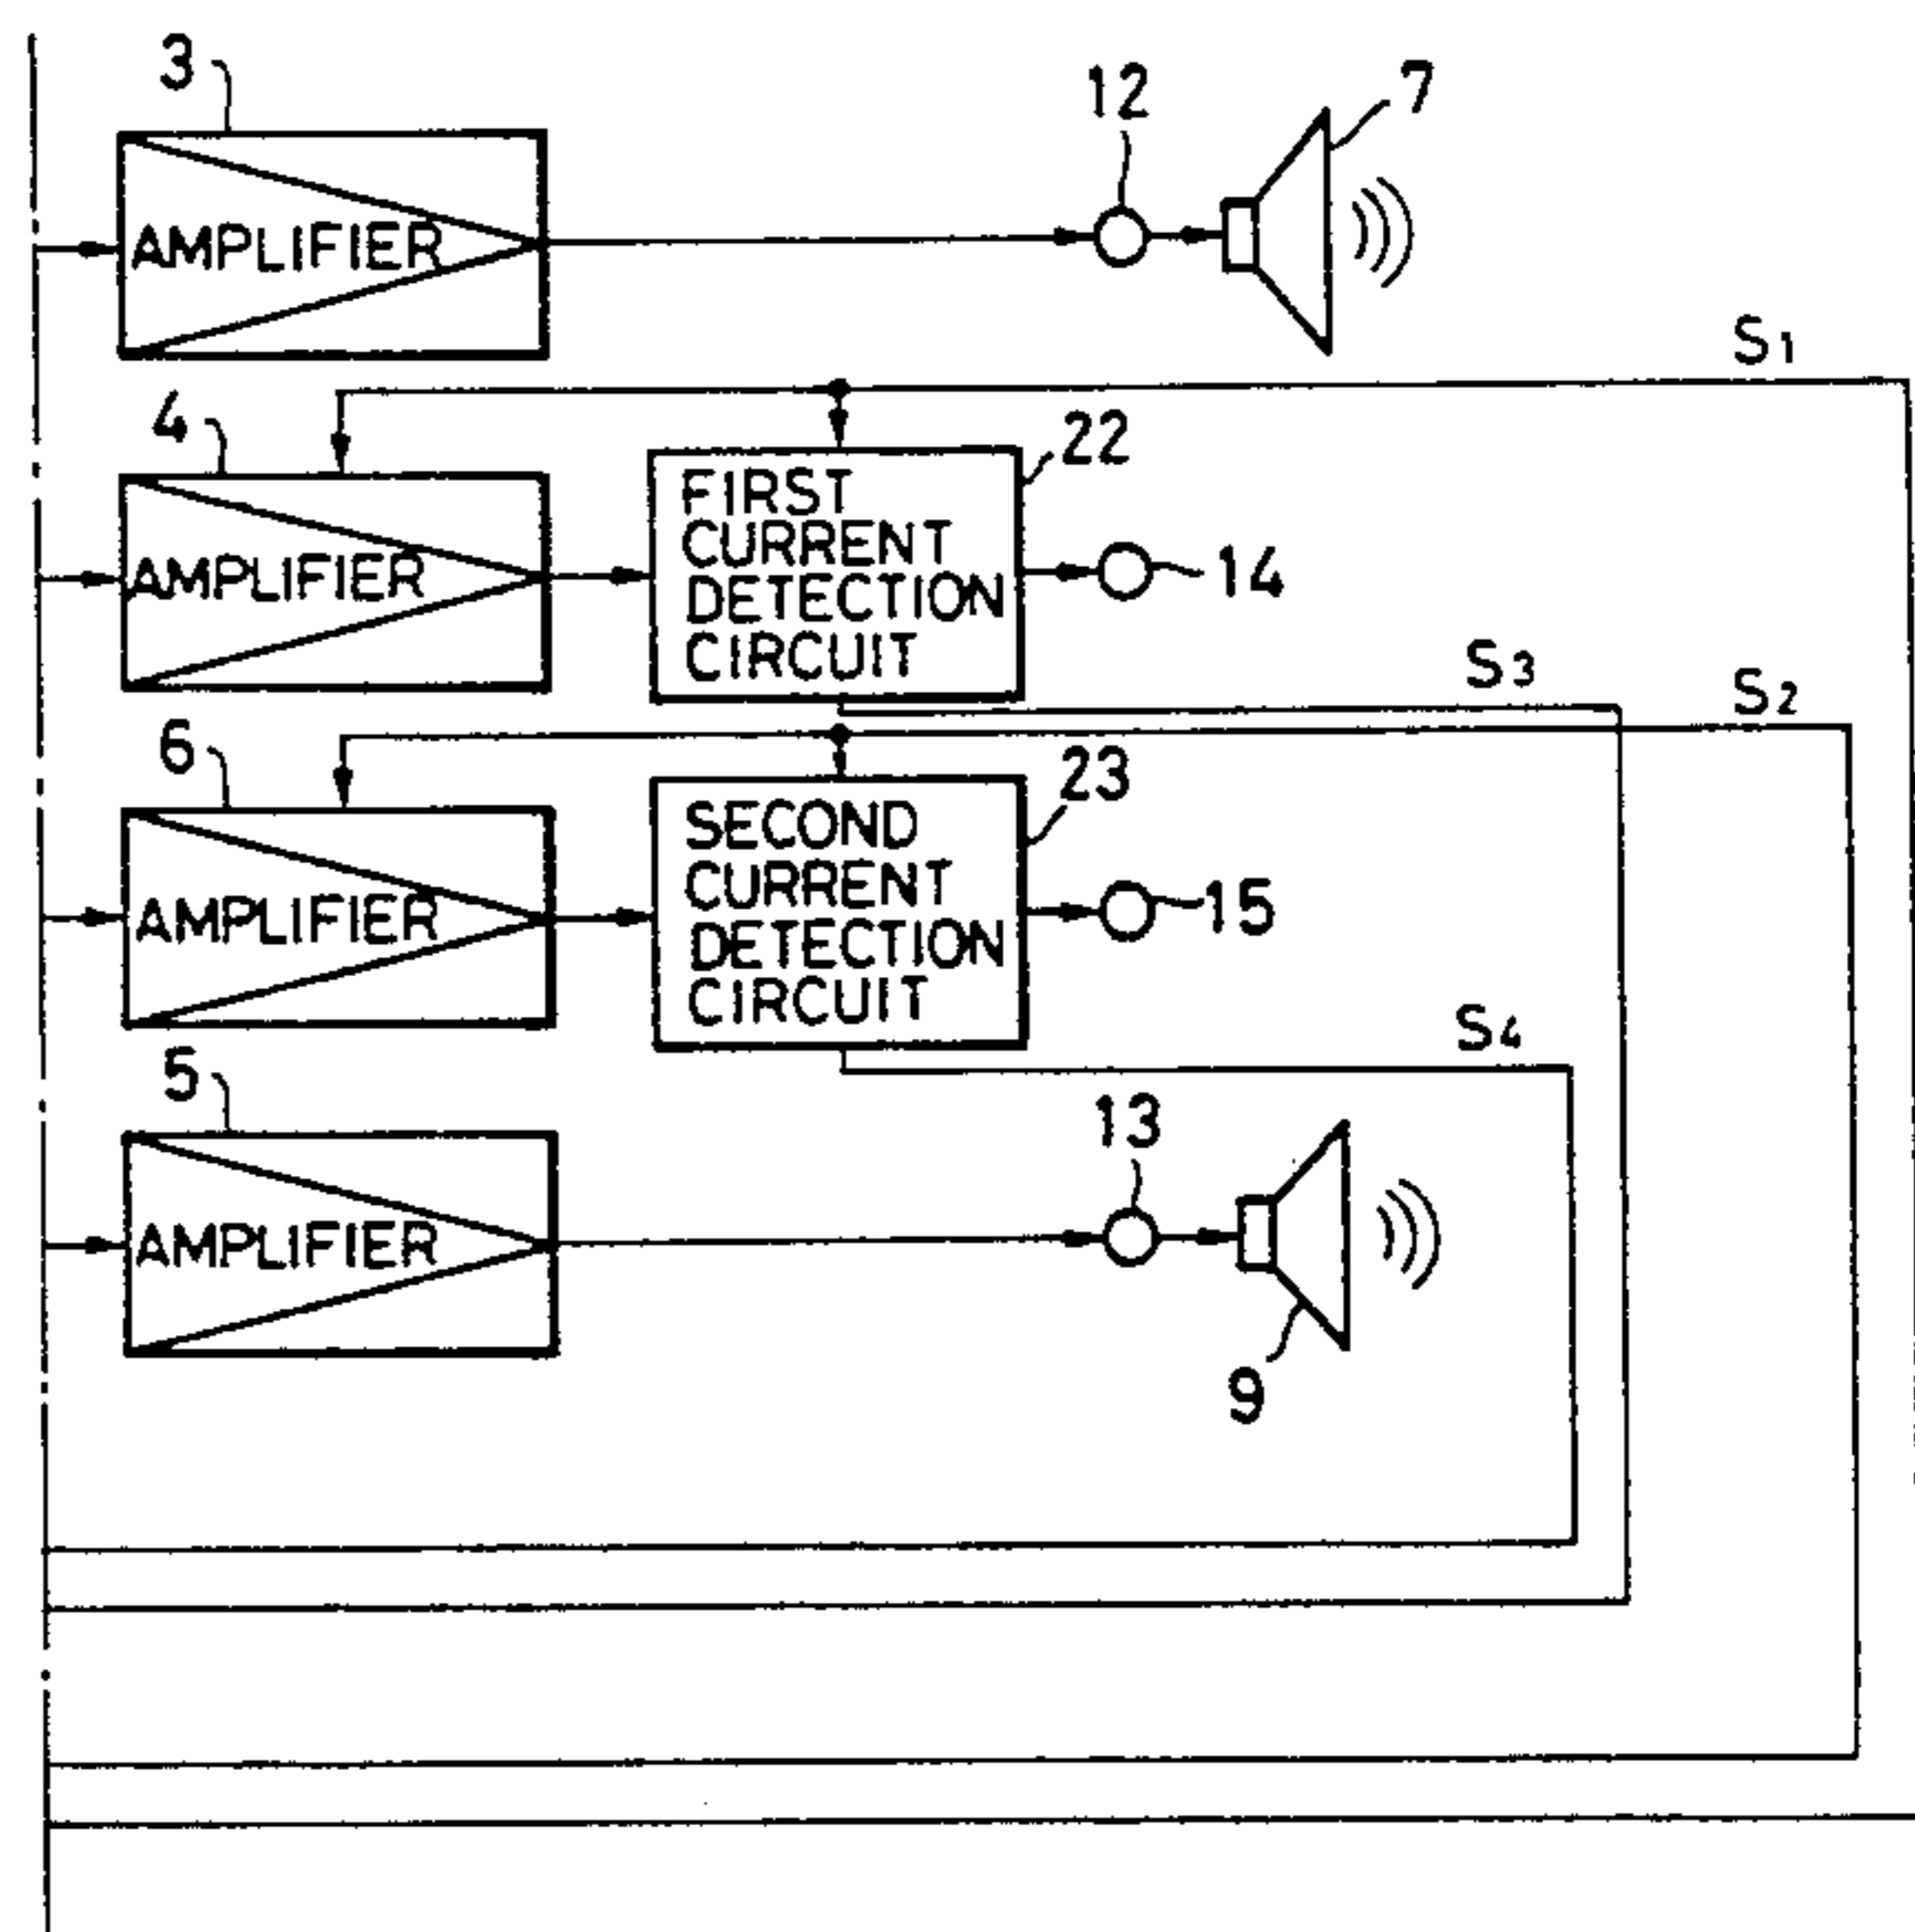 3
12
7
AMPLIFIER
S1
4
22
FIRST
CURRENT
DETECTION
CIRCUIT
AMPLIFIER
14
S3
S2
6
23
SECOND
CURRENT
DETECTION
CIRCUIT
AMPLIFIER
15
S4
5
13
AMPLIFIER
9